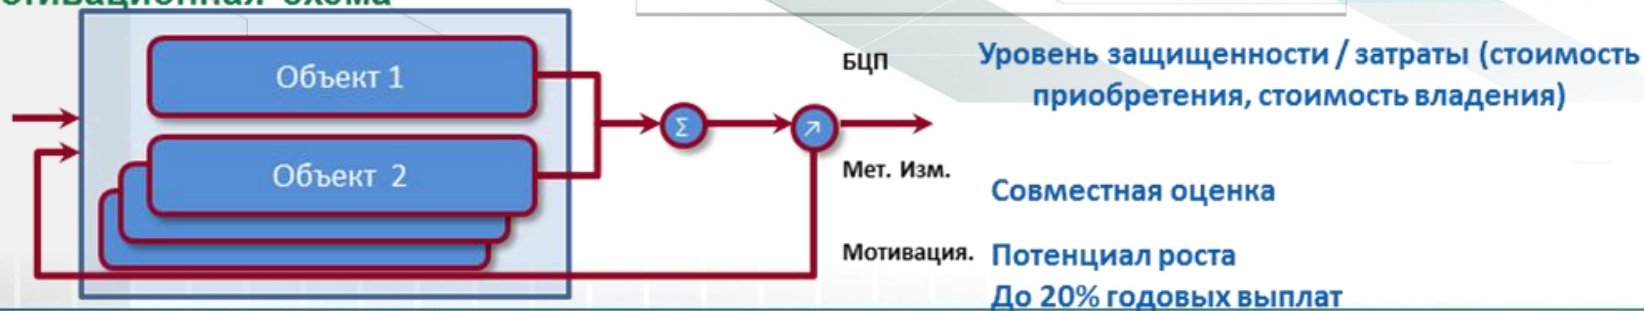 Объект 1
Объект 2
Σ
↗
БЦП
Уровень защищенности / затраты (стоимость
приобретения, стоимость владения)
Мет. Изм.
Совместная оценка
Мотивация.
Потенциал роста
До 20% годовых выплат